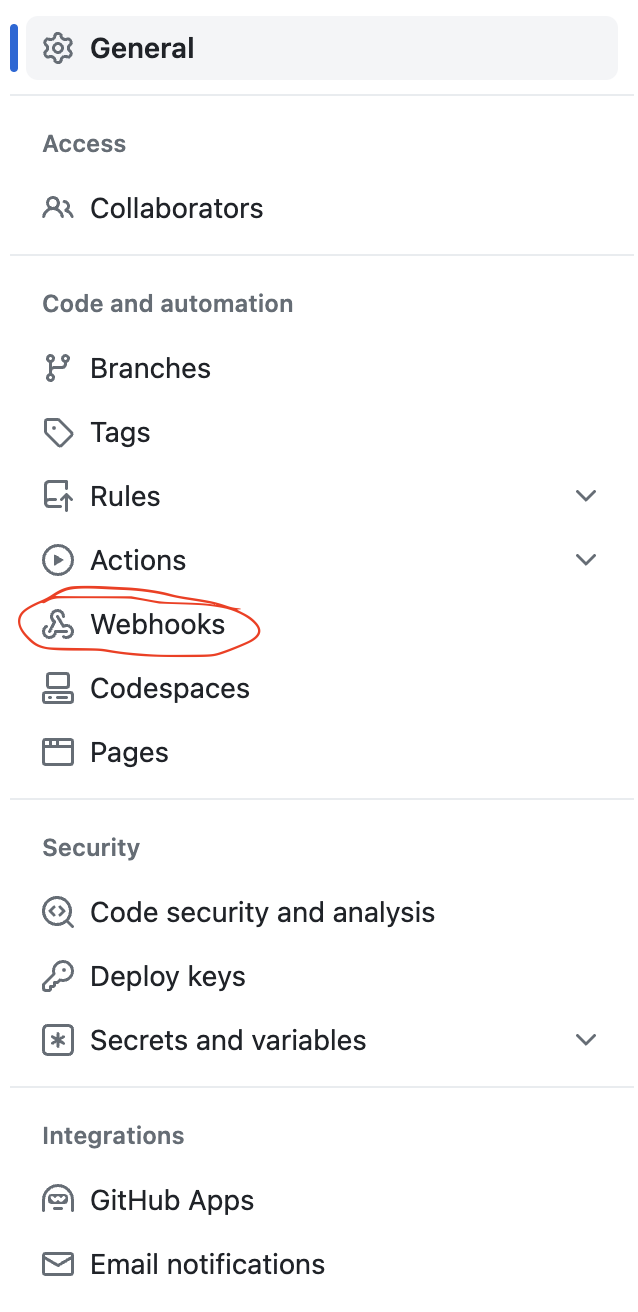 General
Access
Collaborators
Code and automation
Branches
Tags
Rules
Actions
Webhooks
Codespaces
Pages
Security
Code security and analysis
Deploy keys
Secrets and variables
Integrations
GitHub Apps
Email notifications